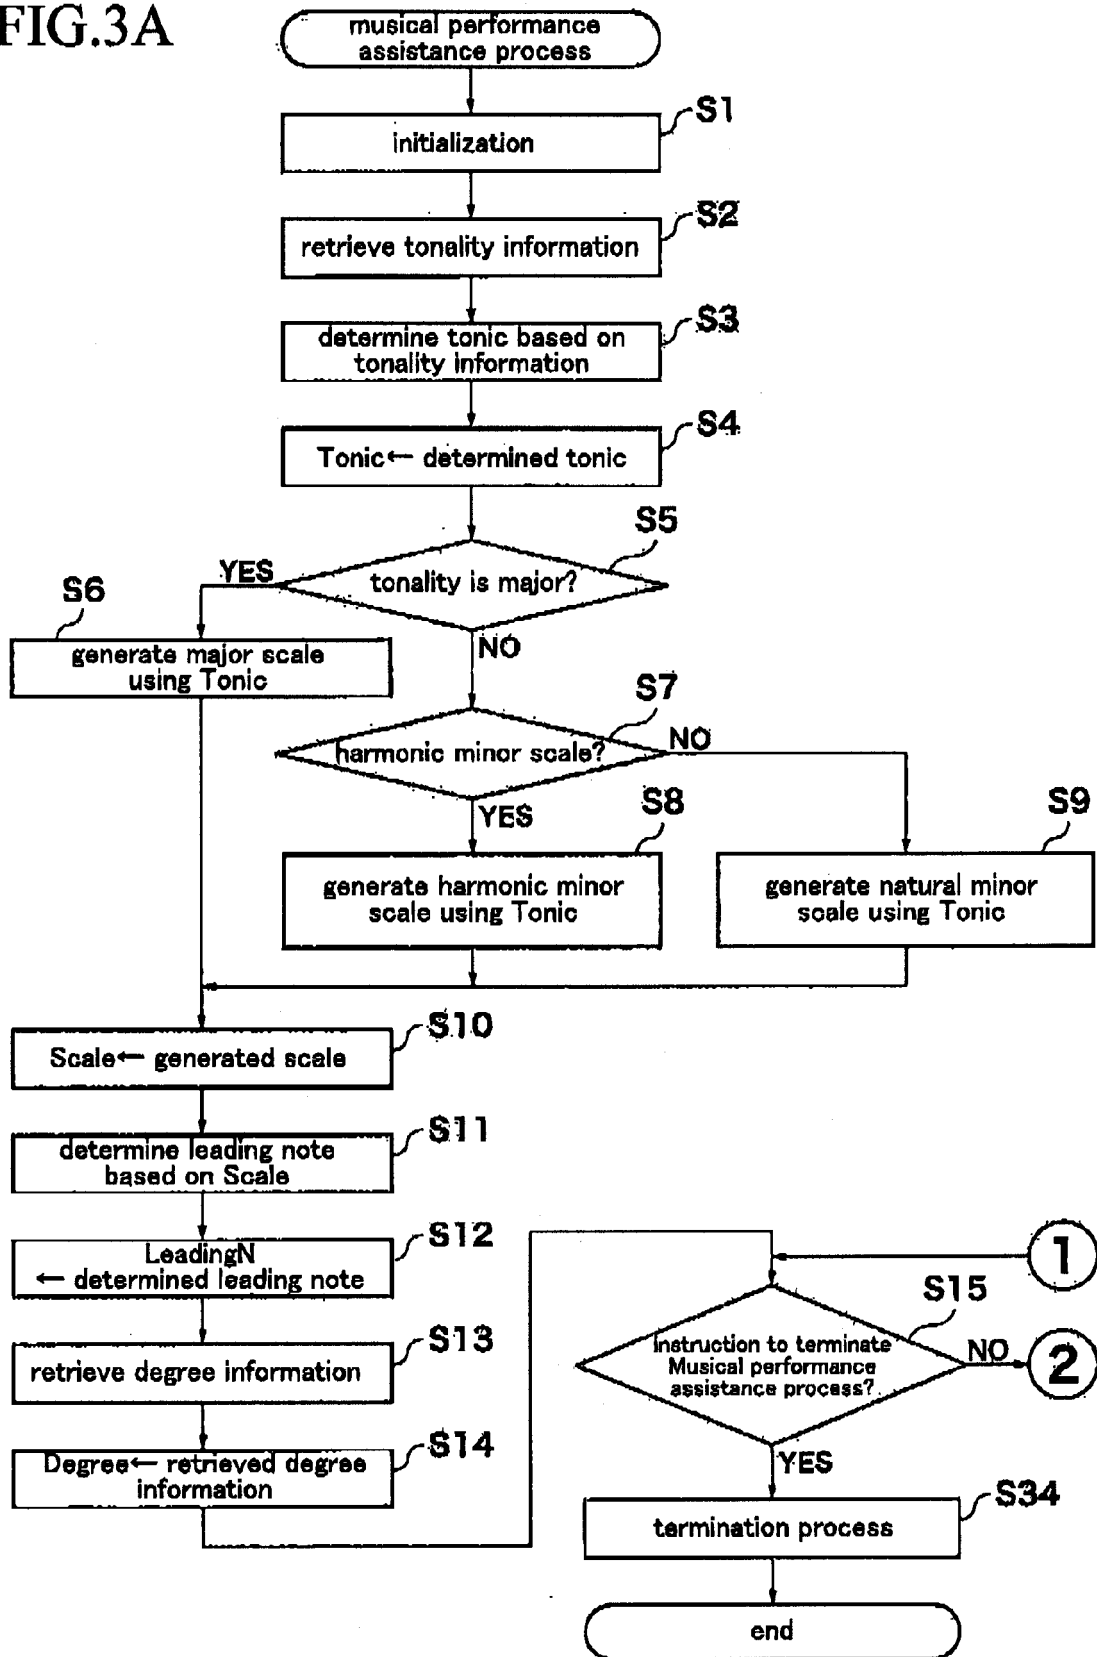 FIG.3A
musical performance
assistance process
S1
initialization
S2
retrieve tonality information
S3
determine tonic based on
tonality information
S4
Tonic← determined tonic
S5
tonality is major?
YES
NO
S6
generate major scale
using Tonic
S7
harmonic minor scale?
NO
YES
S8
generate harmonic minor
scale using Tonic
S9
generate natural minor
scale using Tonic
S10
Scale← generated scale
S11
determine leading note
based on Scale
S12
LeadingN
← determined leading note
S13
retrieve degree information
S14
Degree← retrieved degree
information
1
S15
instruction to terminate
Musical performance
assistance process?
NO
2
YES
S34
termination process
end